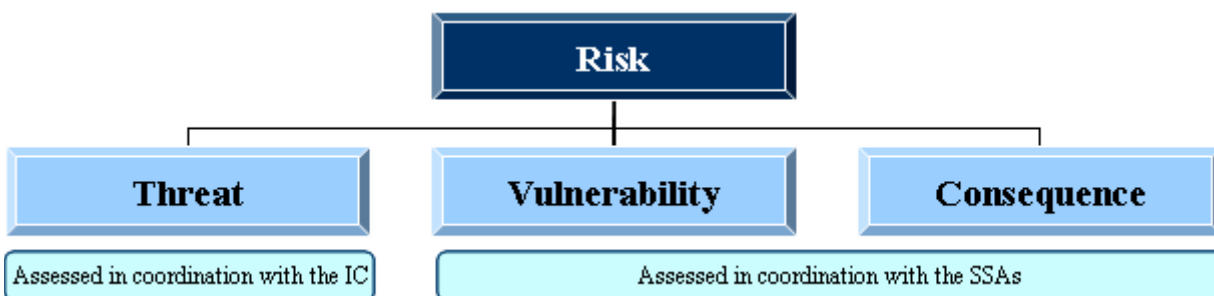 Risk
Threat
Vulnerability
Consequence
Assessed in coordination with the IC
Assessed in coordination with the SSAs